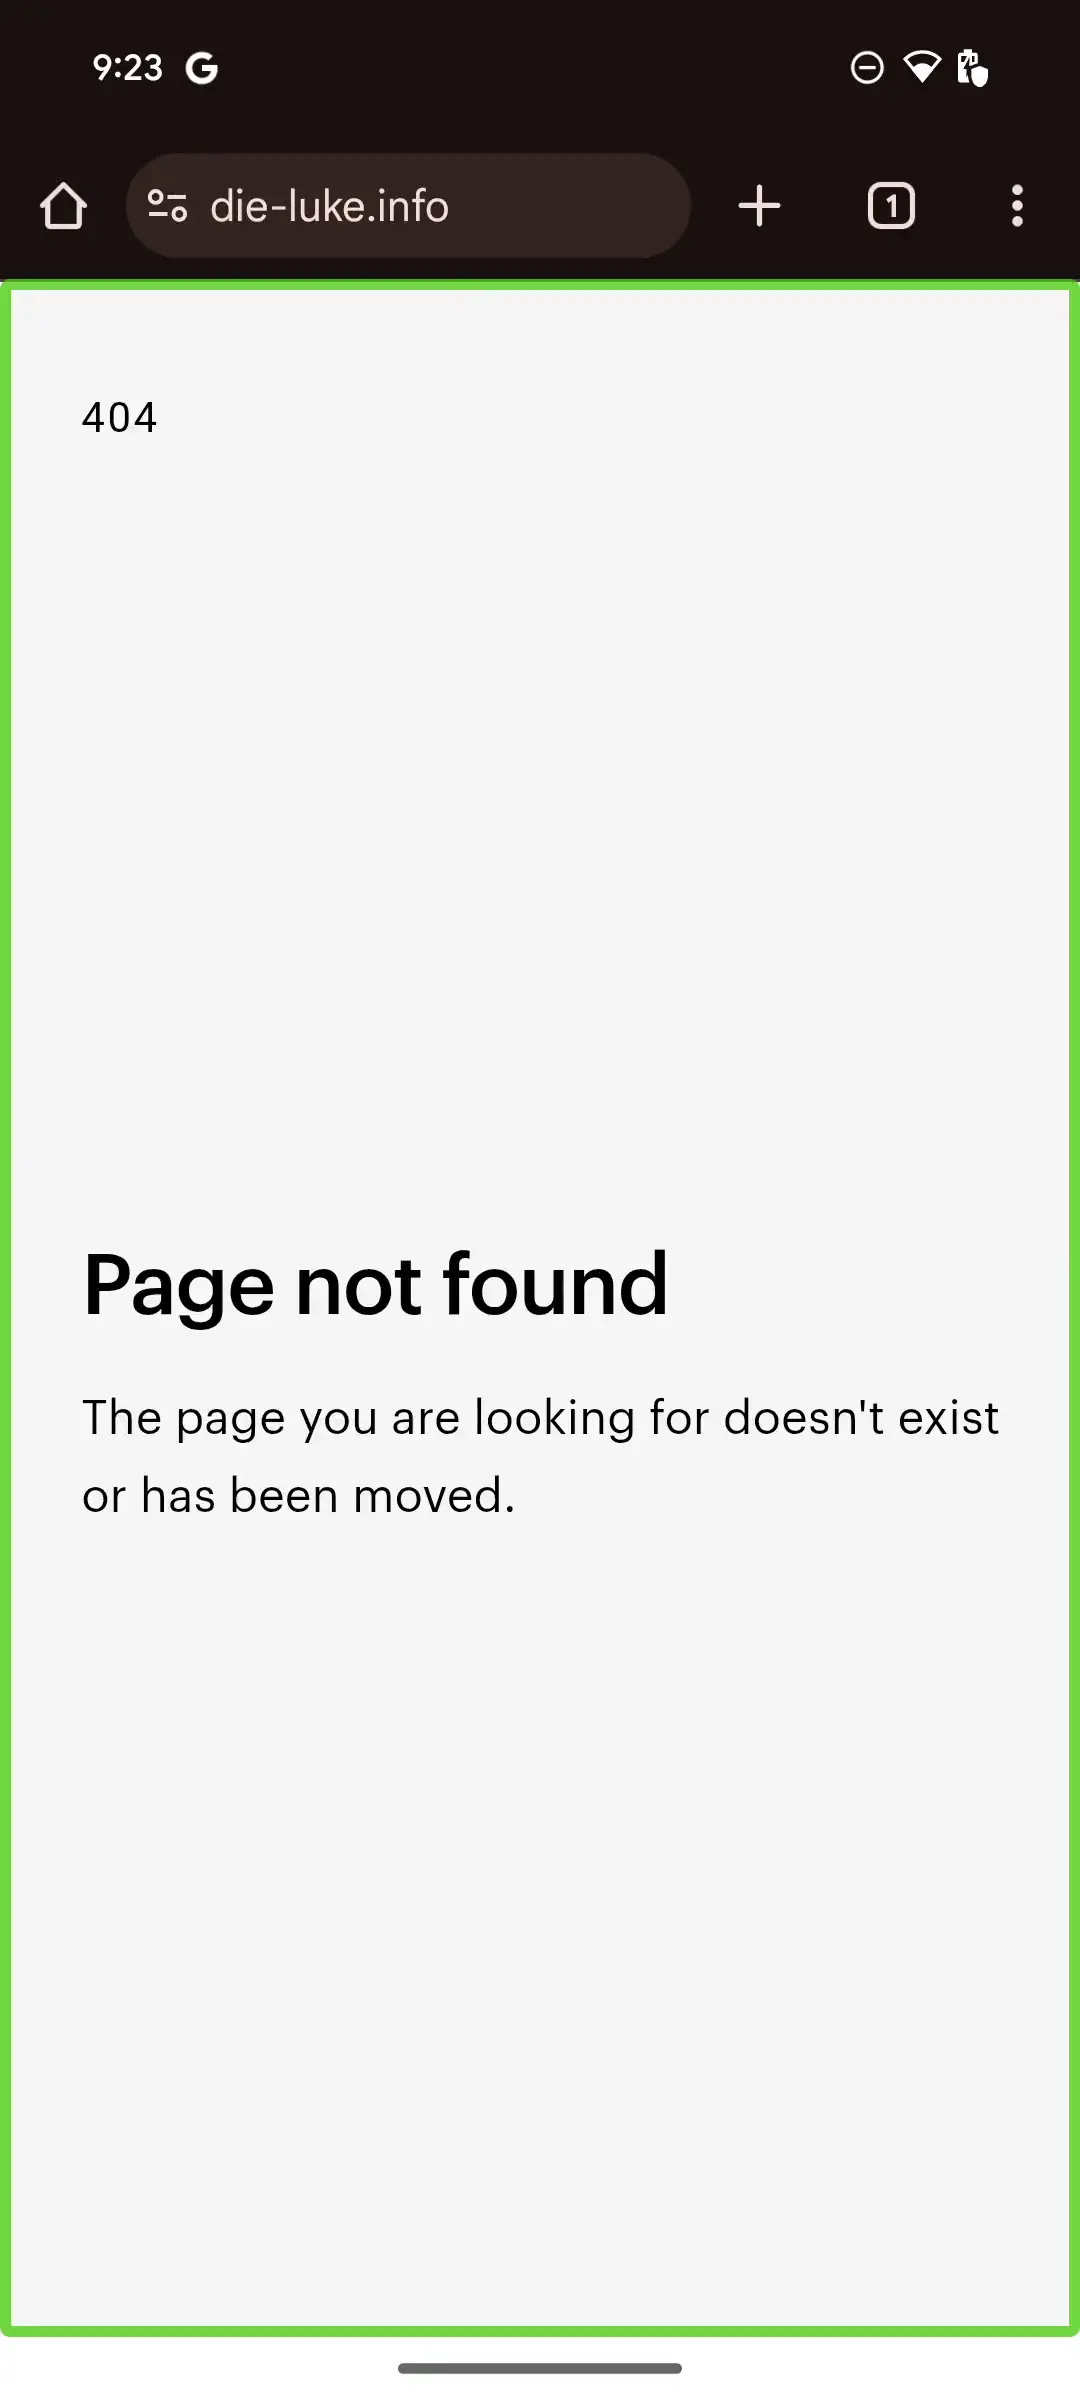 9:23
die-luke.info
1
404
Page not found
The page you are looking for doesn't exist
or has been moved.